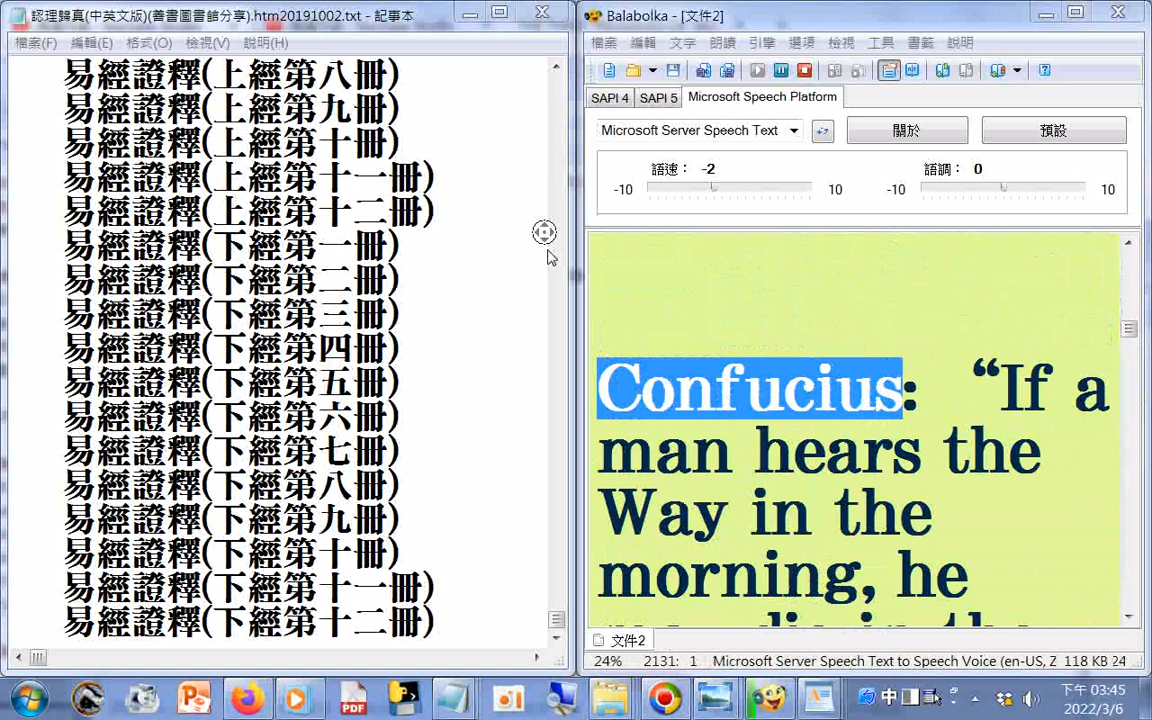 認理歸真(中英文版)(善書圖書館分享).htm20191002.txt - 記事本
檔案(F) 編輯(E) 格式(O) 檢視(V) 說明(H)
易經證釋(上經第八冊)
易經證釋(上經第九冊)
易經證釋(上經第十冊)
易經證釋(上經第十一冊)
易經證釋(上經第十二冊)
易經證釋(下經第一冊)
易經證釋(下經第二冊)
易經證釋(下經第三冊)
易經證釋(下經第四冊)
易經證釋(下經第五冊)
易經證釋(下經第六冊)
易經證釋(下經第七冊)
易經證釋(下經第八冊)
易經證釋(下經第九冊)
易經證釋(下經第十冊)
易經證釋(下經第十一冊)
易經證釋(下經第十二冊)
Balabolka - [文件2]
檔案 編輯 文字 朗讀 引擎 選項 檢視 工具 書籤 說明
SAPI 4 SAPI 5 Microsoft Speech Platform
Microsoft Server Speech Text 關於 預設
語速： -2 語調： 0
-10 10 -10 10
Confucius: “If a
man hears the
Way in the
morning, he
文件2
24% 2131: 1 Microsoft Server Speech Text to Speech Voice (en-US, Z 118 KB 24
PDF 中 下午 03:45
2022/3/6